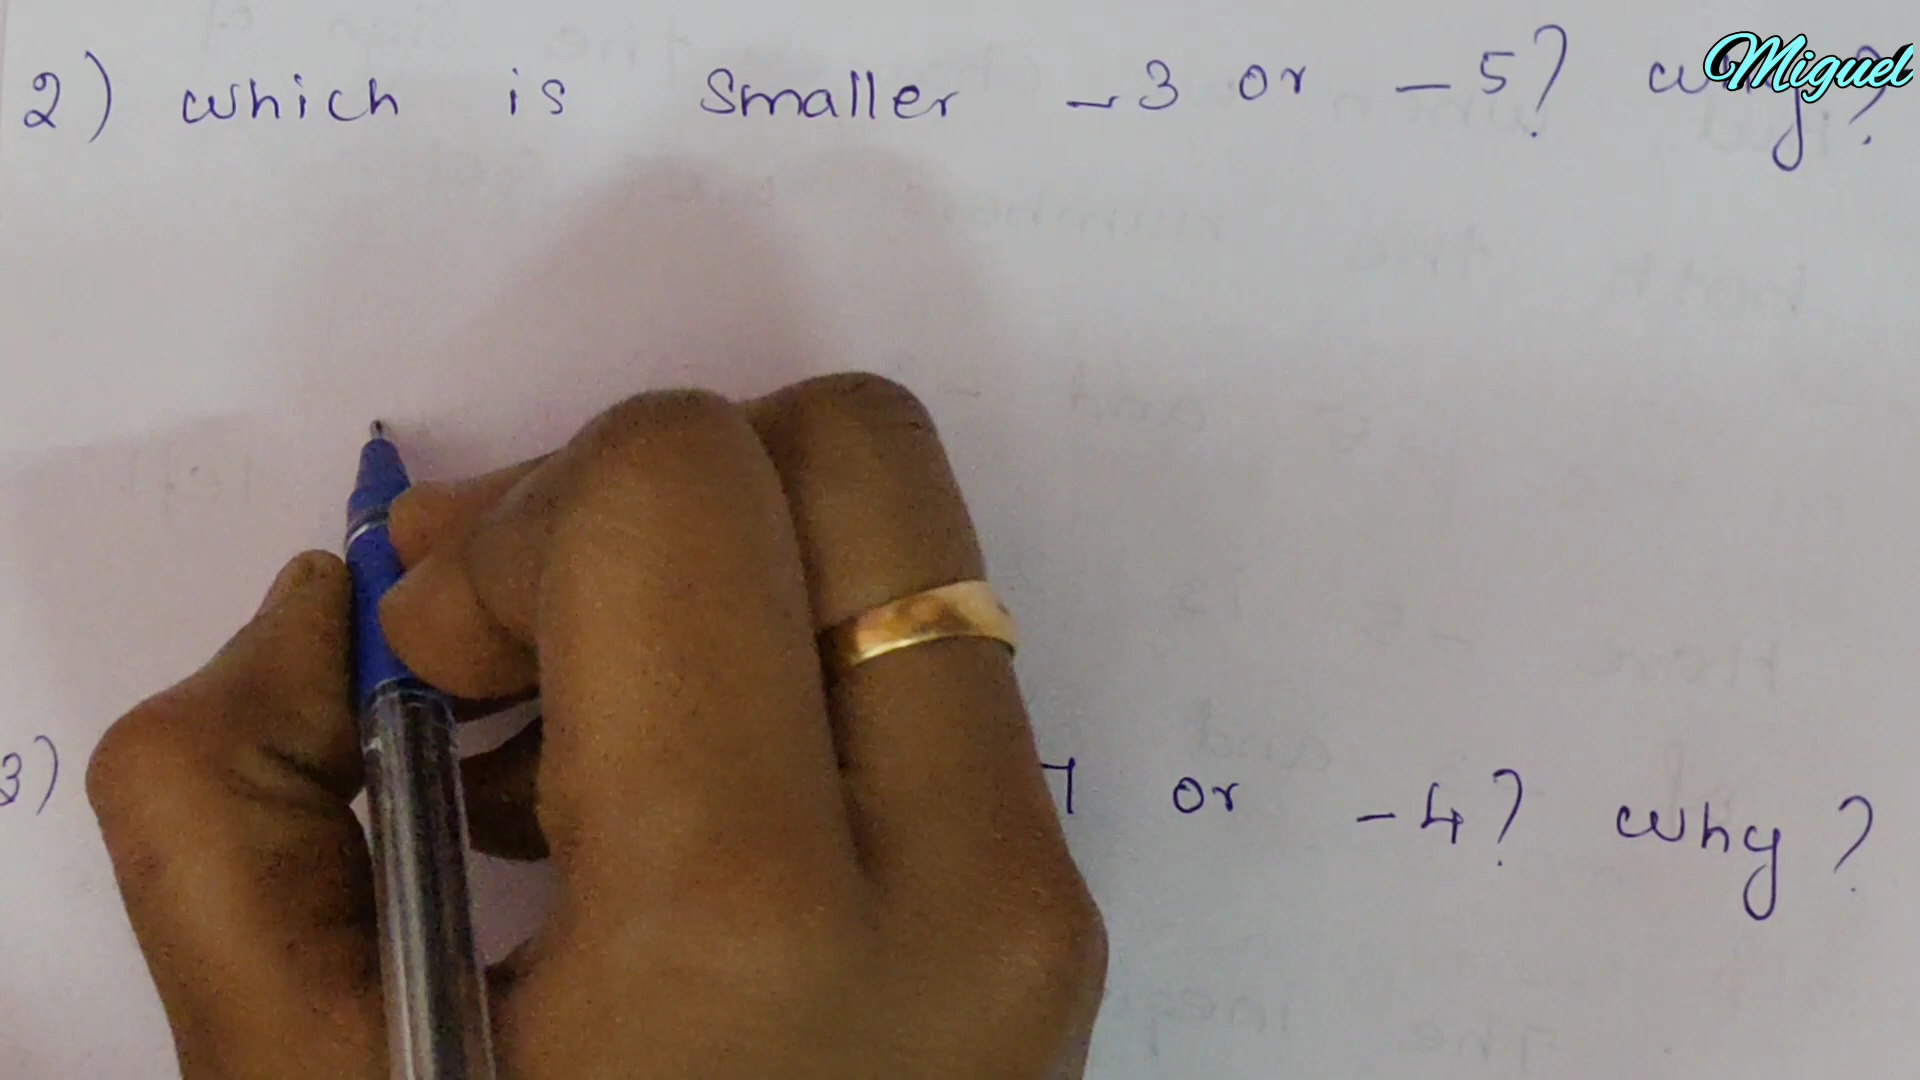 2) which is smaller -3 or -5? why?
Miguel
3) or -4? why?